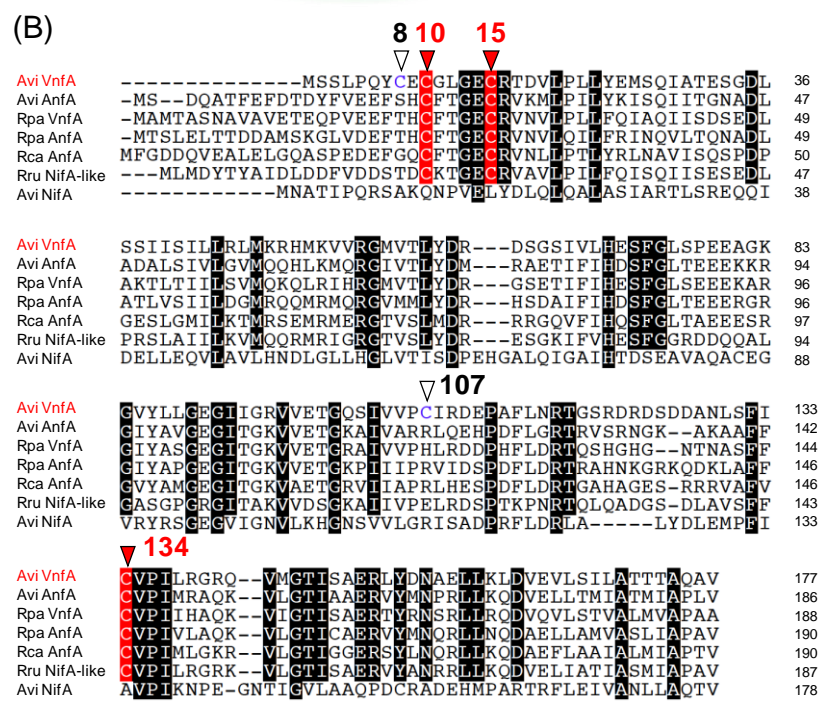 (B)
8 10 15
Avi VnfA ----------------MSSLPQYCECGLGECRTDVLPLLYEMSQIATESGDL 36
Avi AnfA -MS--DQATFEFDTDYFVEEFSHCFTGECRVKMLPILYKISQIITGNADL 47
Rpa VnfA -MAMTASNAVAVETEQPVEEFTHCFTGECRVNVLPILFQIAQIISDSEDL 49
Rpa AnfA -MTSLELTTDDAMSKGLVDEFTHCFTGECRVNVLQILFRINQVLTQNADL 49
Rca AnfA MFGDDQVEALELGQASPEDEFGQCFTGECRVNLLPTLYRLNAVISQSPDP 50
Rru NifA-like ---MLMDYTYAIDLDDFVDDSTDCKTGECRVAVLPILFQISQIISESEDL 47
Avi NifA -------------MNATIPQRSAKQNPVELYDLQLQALASIARTLSREQQI 38
Avi VnfA SSIISILLRLMKRHMKVVRGMVTLYDR---DSGSIVLHESFGLSPEEAGK 83
Avi AnfA ADALSIVLGVMQQHLKMQRGIVTLYDM---RAETIFIHDSFGLTEEEKKR 94
Rpa VnfA AKTLTIILSVMQKQLRIHRGMVTLYDR---GSETIFIHESFGLSEEEKAR 96
Rpa AnfA ATLVSIILDGMRQQMRMQRGVMMLYDR---HSDAIFIHDSFGLTEEERGR 96
Rca AnfA GESLGMILKTMRSEMRMERGTVSLMDR---RRGQVFIHQSFGLTAEEESR 97
Rru NifA-like PRSLAIILKVMQQRMRIGRGTVSLYDR---ESGKIFVHESFGGRDDQQAL 94
Avi NifA DELLEQVLAVLHNDLGLLHGLVTISDPEHGALQIGAIHTDSEAVAQACEG 88
107
Avi VnfA GVYLLGEGIIGRVVETGQSIVVPCIRDEPAFLNRTGSRDRDSDDANLSFI 133
Avi AnfA GIYAVGEGITGKVVETGKAIVARRLQEHPDFLGRTRVSRNGK--AKAAFF 142
Rpa VnfA GIYASGEGITGKVVETGRAIVVPHLRDDPHFLDRTQSHGHG--NTNASFF 144
Rpa AnfA GIYAPGEGITGKVVETGKPIIIPRVIDSPDFLDRTRAHNKGRKQDKLAFF 146
Rca AnfA GVYAMGEGITGKVAETGRVIIAPRLHESPDFLGRTGAHAGES-RRRVAFV 146
Rru NifA-like GASGPGRGITAKVVDSGKAIIVPELRDSPTKPNRTQLQADGS-DLAVSFF 143
Avi NifA VRYRSGEGVIGNVLKHGNSVVLGRISADPRFLDRLA-----LYDLEMPFI 133
134
Avi VnfA CVPILRGRQ--VMGTISAERLYDNAELLKLDVEVLSILATTTAQAV 177
Avi AnfA CVPIMRAQK--VLGTIAAERVYMNPRLLKQDVELLTMIATMIAPLV 186
Rpa VnfA CVPIIHAQK--VIGTISAERTYRNSRLLRQDVQVLSTVALMVAPAA 188
Rpa AnfA CVPIVLAQK--VLGTICAERVYMNQRLLNQDAELLAMVASLIAPAV 190
Rca AnfA CVPIMLGKR--VLGTIGGERSYLNQRLLNQDAEFLAAIALMIAPTV 190
Rru NifA-like CVPILRGRK--VLGTISAERVYANRRLLKQDVELIATIASMIAPAV 187
Avi NifA AVPIKNPE-GNTIGVLAAQPDCRADEHMPARTRFLEIVANLLAQTV 178